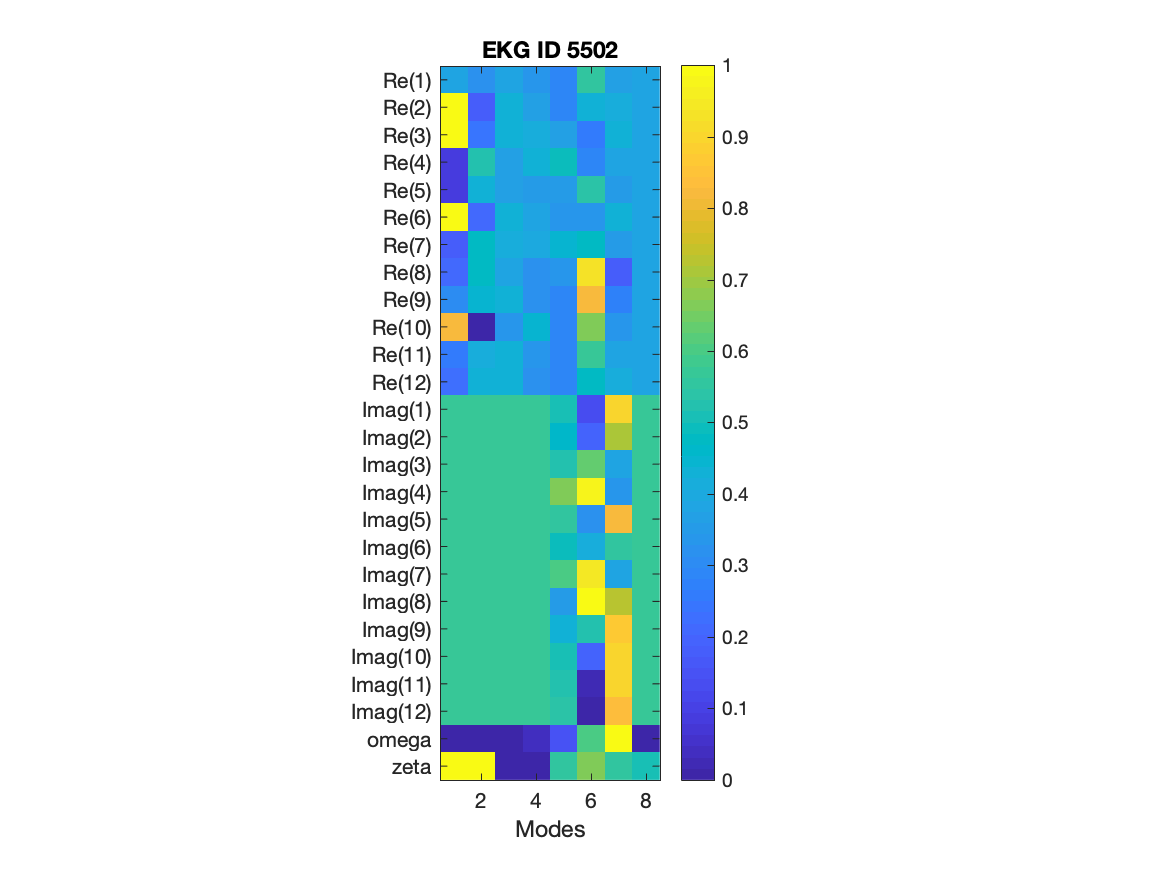 EKG ID 5502
Re(1)
Re(2)
Re(3)
Re(4)
Re(5)
Re(6)
Re(7)
Re(8)
Re(9)
Re(10)
Re(11)
Re(12)
Imag(1)
Imag(2)
Imag(3)
Imag(4)
Imag(5)
Imag(6)
Imag(7)
Imag(8)
Imag(9)
Imag(10)
Imag(11)
Imag(12)
omega
zeta
2 4 6 8
Modes
1
0.9
0.8
0.7
0.6
0.5
0.4
0.3
0.2
0.1
0